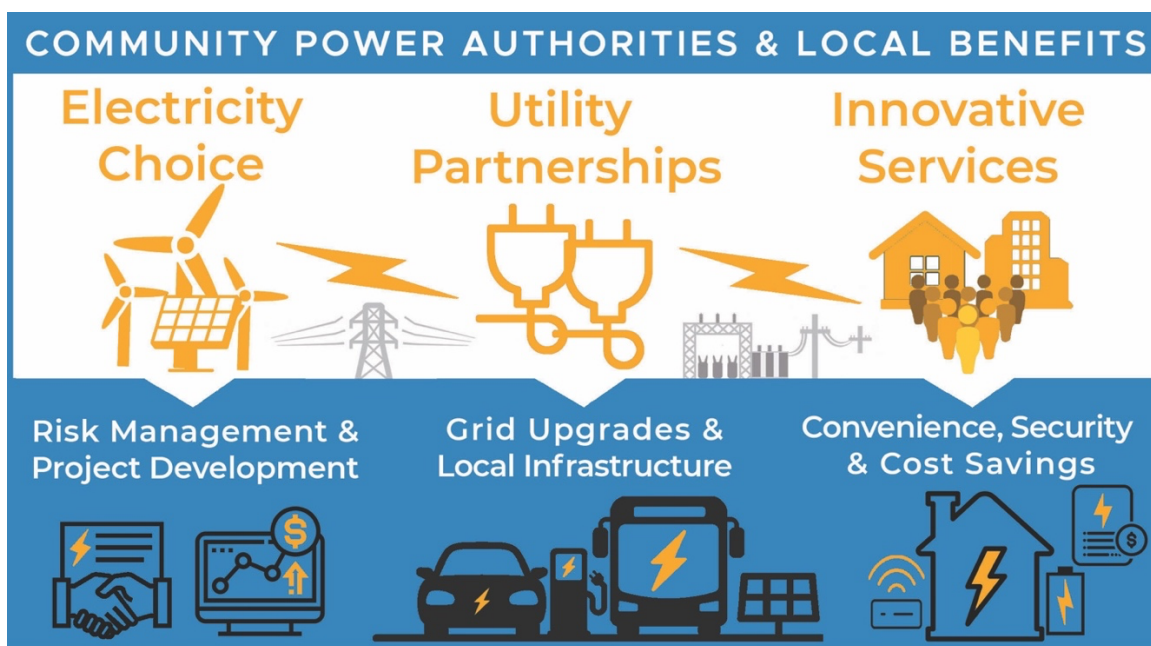 COMMUNITY POWER AUTHORITIES & LOCAL BENEFITS
Electricity
Choice
Utility
Partnerships
Innovative
Services
Risk Management &
Project Development
Grid Upgrades &
Local Infrastructure
Convenience, Security
& Cost Savings
$
$